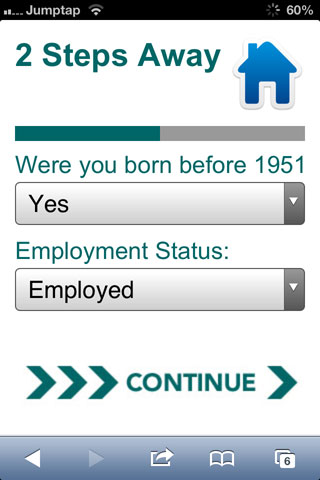 Jumptap
60%
2 Steps Away
Were you born before 1951
Yes
Employment Status:
Employed
CONTINUE
6